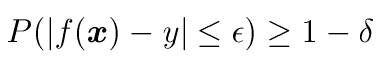 P(|f(𝒙) − y| ≤ ϵ) ≥ 1 − δ